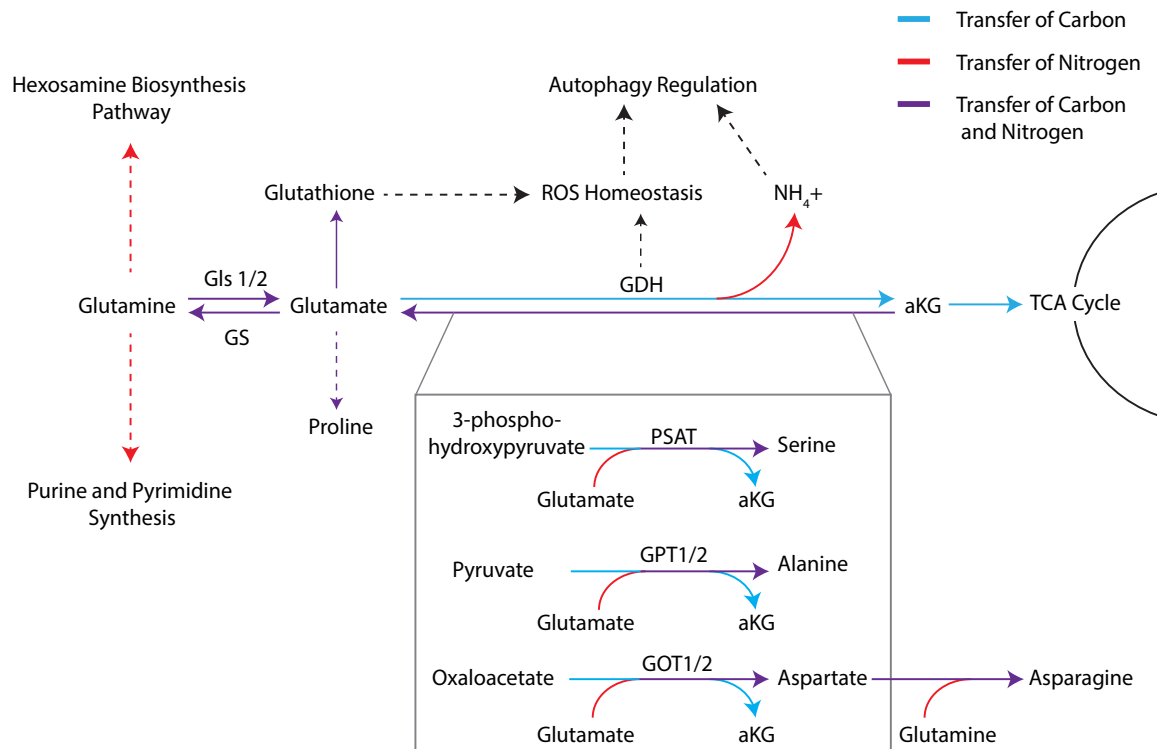 Transfer of Carbon
Transfer of Nitrogen
Transfer of Carbon
and Nitrogen
Hexosamine Biosynthesis
Pathway
Autophagy Regulation
Glutathione
ROS Homeostasis
NH4+
Gls 1/2
GDH
Glutamine
Glutamate
aKG
TCA Cycle
GS
Proline
Purine and Pyrimidine
Synthesis
3-phospho-
hydroxypyruvate
PSAT
Serine
Glutamate
aKG
Pyruvate
GPT1/2
Alanine
Glutamate
aKG
Oxaloacetate
GOT1/2
Aspartate
Asparagine
Glutamate
aKG
Glutamine